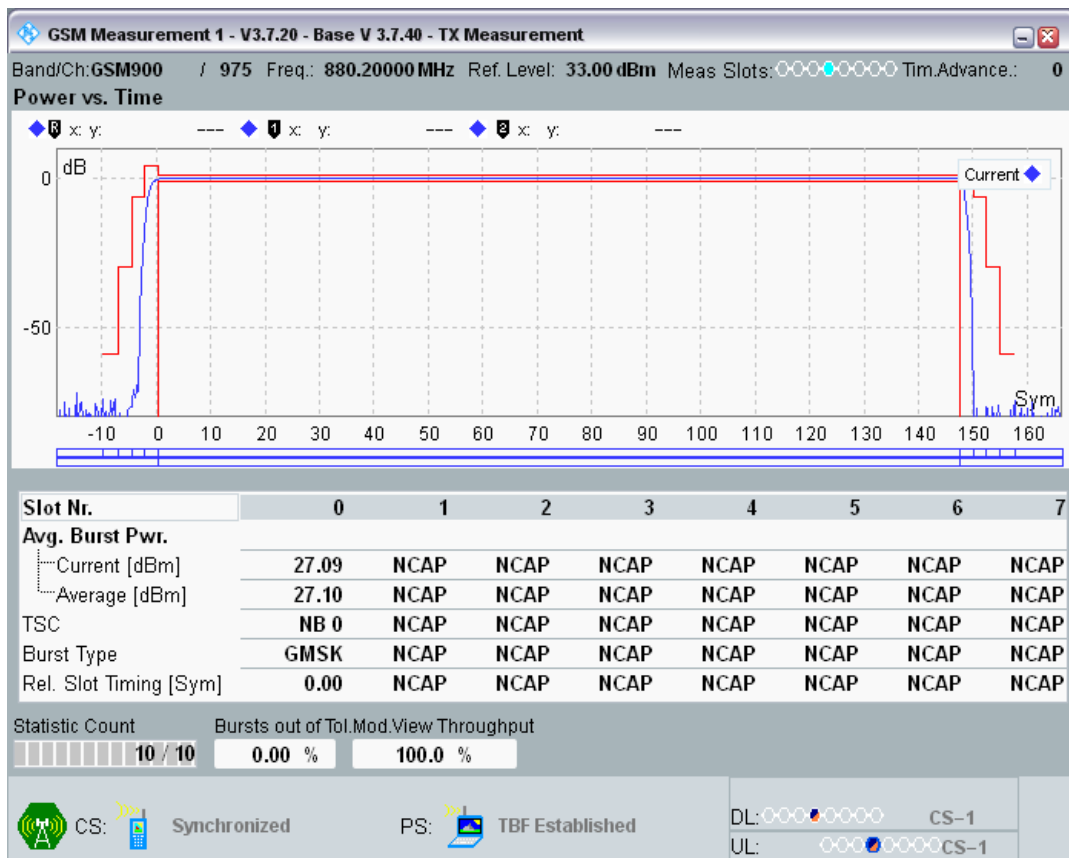 GSM Measurement 1 - V3.7.20 - Base V 3.7.40 - TX Measurement
Band/Ch:GSM900 / 975 Freq.: 880.20000 MHz Ref. Level: 33.00 dBm Meas Slots: Tim.Advance.: 0
Power vs. Time
R x: y: --- 1 x: y: --- 2 x: y: ---
dB
Current
0
-50
Sym
-10 0 10 20 30 40 50 60 70 80 90 100 110 120 130 140 150 160
Slot Nr. 0 1 2 3 4 5 6 7
Avg. Burst Pwr.
Current [dBm] 27.09 NCAP NCAP NCAP NCAP NCAP NCAP NCAP
Average [dBm] 27.10 NCAP NCAP NCAP NCAP NCAP NCAP NCAP
TSC NB 0 NCAP NCAP NCAP NCAP NCAP NCAP NCAP
Burst Type GMSK NCAP NCAP NCAP NCAP NCAP NCAP NCAP
Rel. Slot Timing [Sym] 0.00 NCAP NCAP NCAP NCAP NCAP NCAP NCAP
Statistic Count Bursts out of Tol.Mod.View Throughput
10 / 10 0.00 % 100.0 %
CS: Synchronized PS: TBF Established
DL: CS-1
UL: CS-1